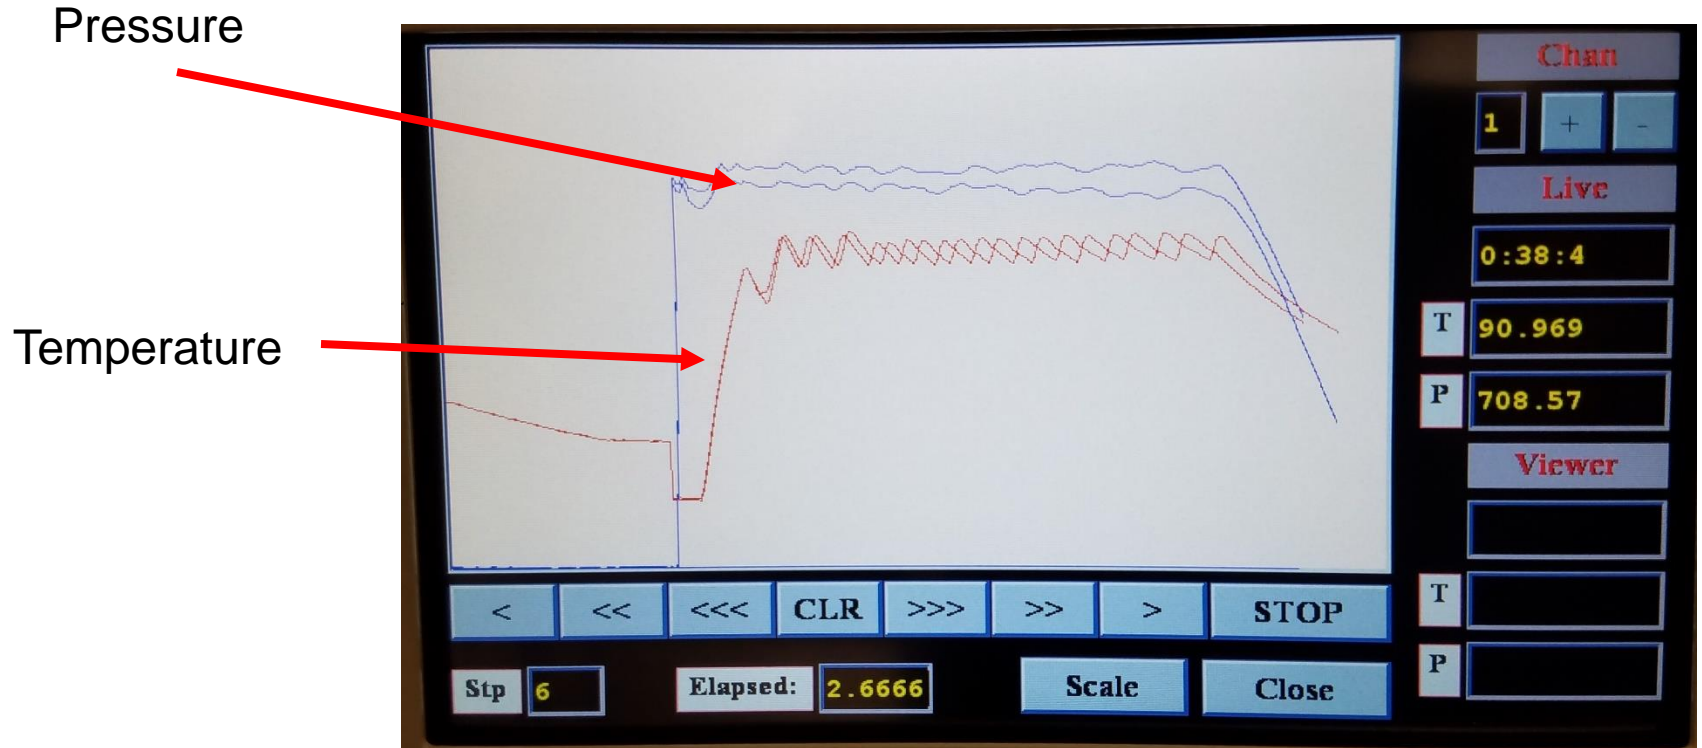 Pressure
Temperature
Chan
1 + -
Live
0:38:4
T 90.969
P 708.57
Viewer
T
P
< << <<< CLR >>> >> > STOP
Stp 6 Elapsed: 2.6666 Scale Close